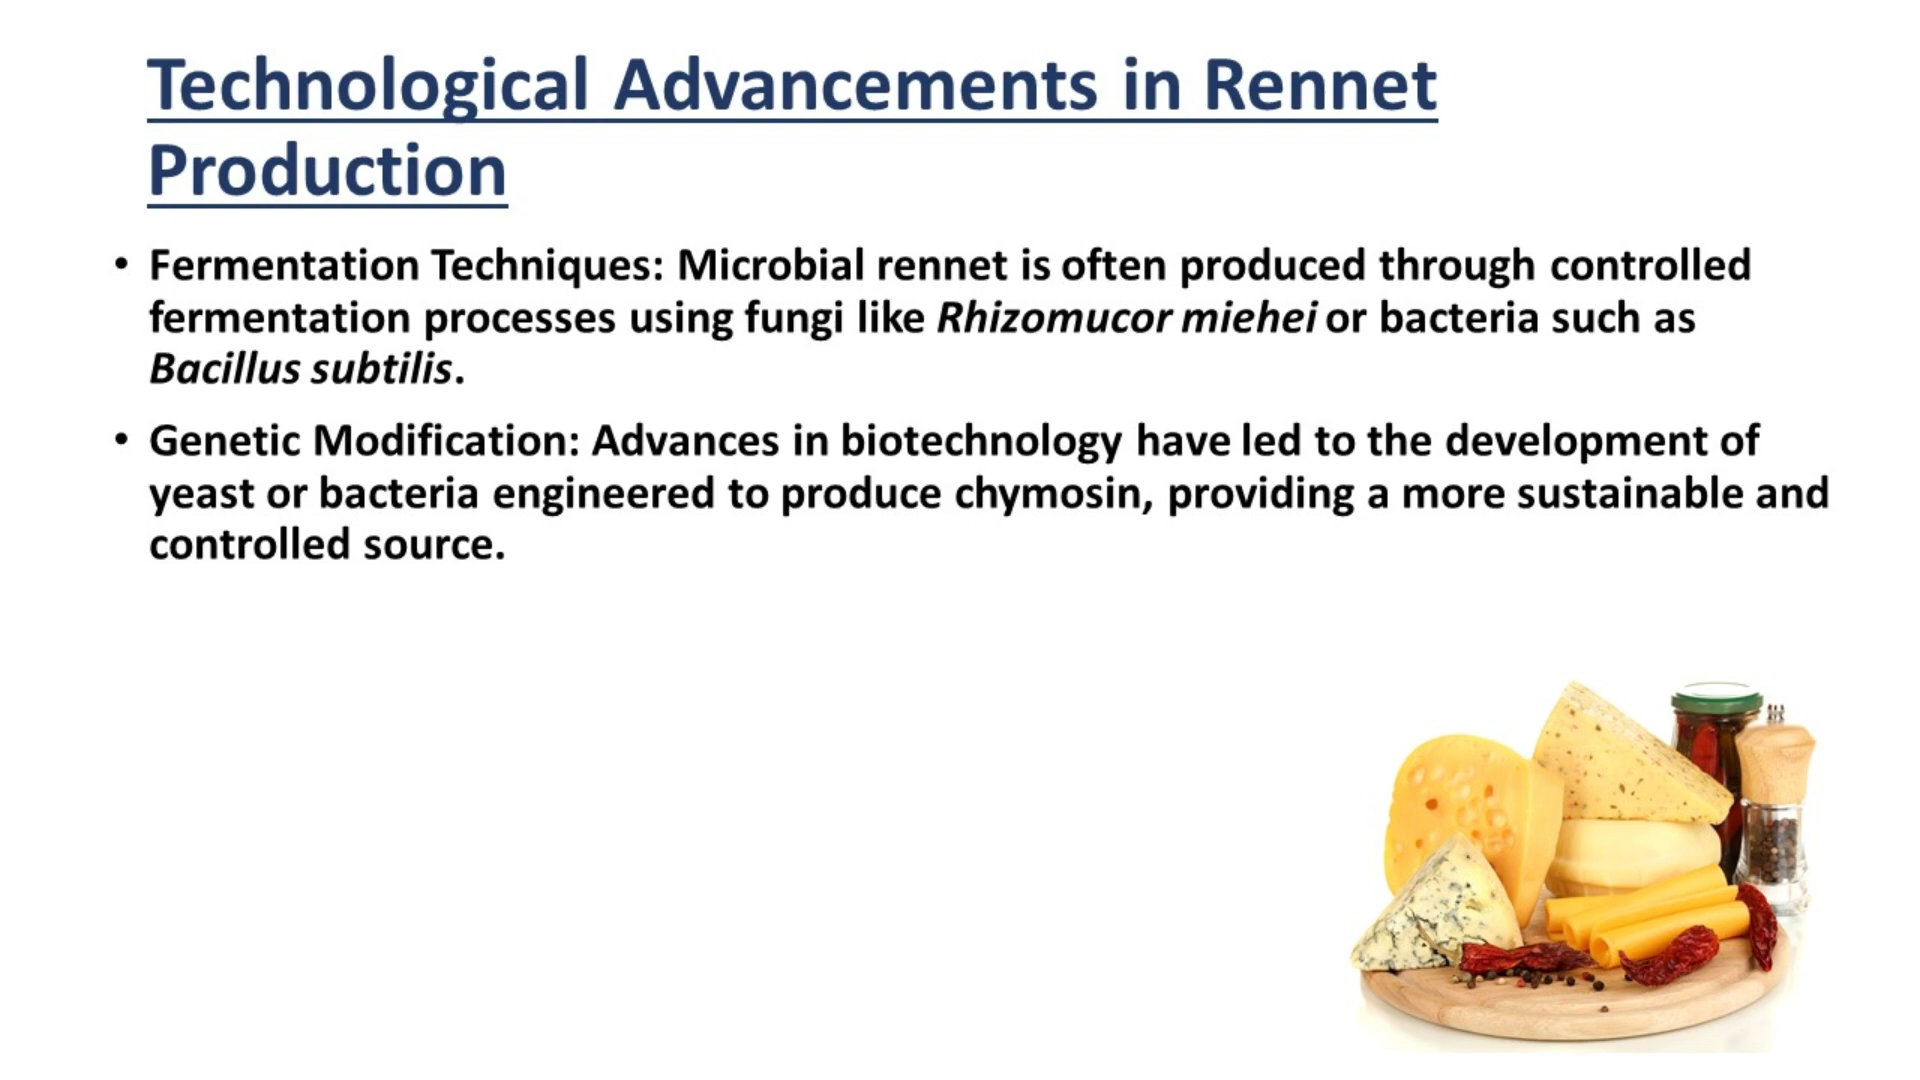 Technological Advancements in Rennet
Production
• Fermentation Techniques: Microbial rennet is often produced through controlled
fermentation processes using fungi like Rhizomucor miehei or bacteria such as
Bacillus subtilis.
• Genetic Modification: Advances in biotechnology have led to the development of
yeast or bacteria engineered to produce chymosin, providing a more sustainable and
controlled source.